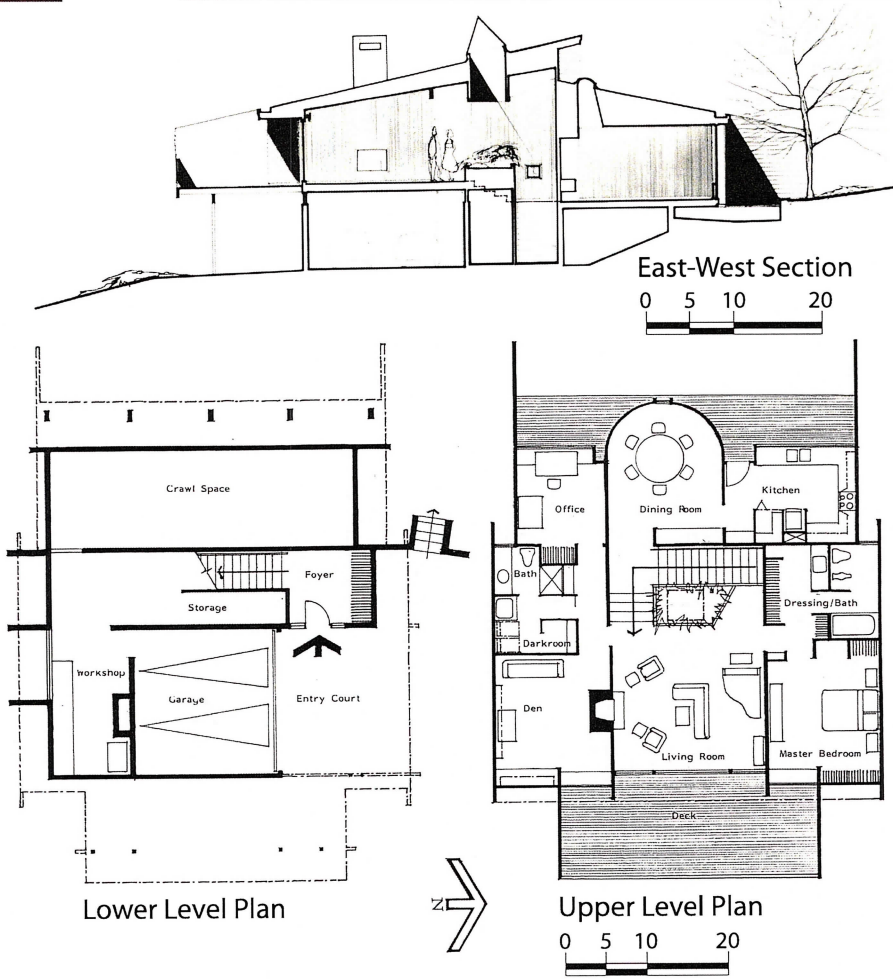 East-West Section
0 5 10 20
Crawl Space
Foyer
Storage
Workshop
Garage
Entry Court
Lower Level Plan
N
Office
Dining Room
Kitchen
Bath
Dressing/Bath
Darkroom
Den
Living Room
Master Bedroom
Deck
Upper Level Plan
0 5 10 20